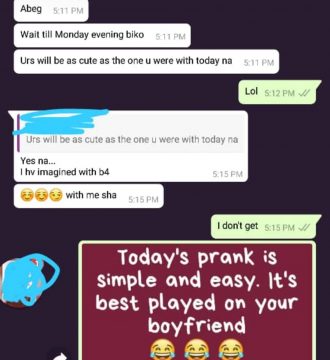 Abeg 5:11 PM
Wait till Monday evening biko 5:11 PM
Urs will be as cute as the one u were with today na 5:11 PM
Lol 5:12 PM
Urs will be as cute as the one u were with today na
Yes na...
I hv imagined with b4 5:15 PM
☺️☺️😏 with me sha 5:15 PM
I don't get 5:15 PM
Today's prank is
simple and easy. It's
best played on your
boyfriend
😂 😂 😂